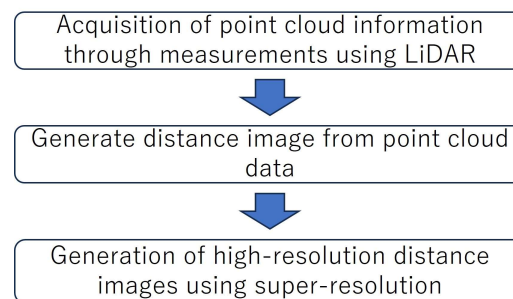 Acquisition of point cloud information
through measurements using LiDAR
Generate distance image from point cloud
data
Generation of high-resolution distance
images using super-resolution